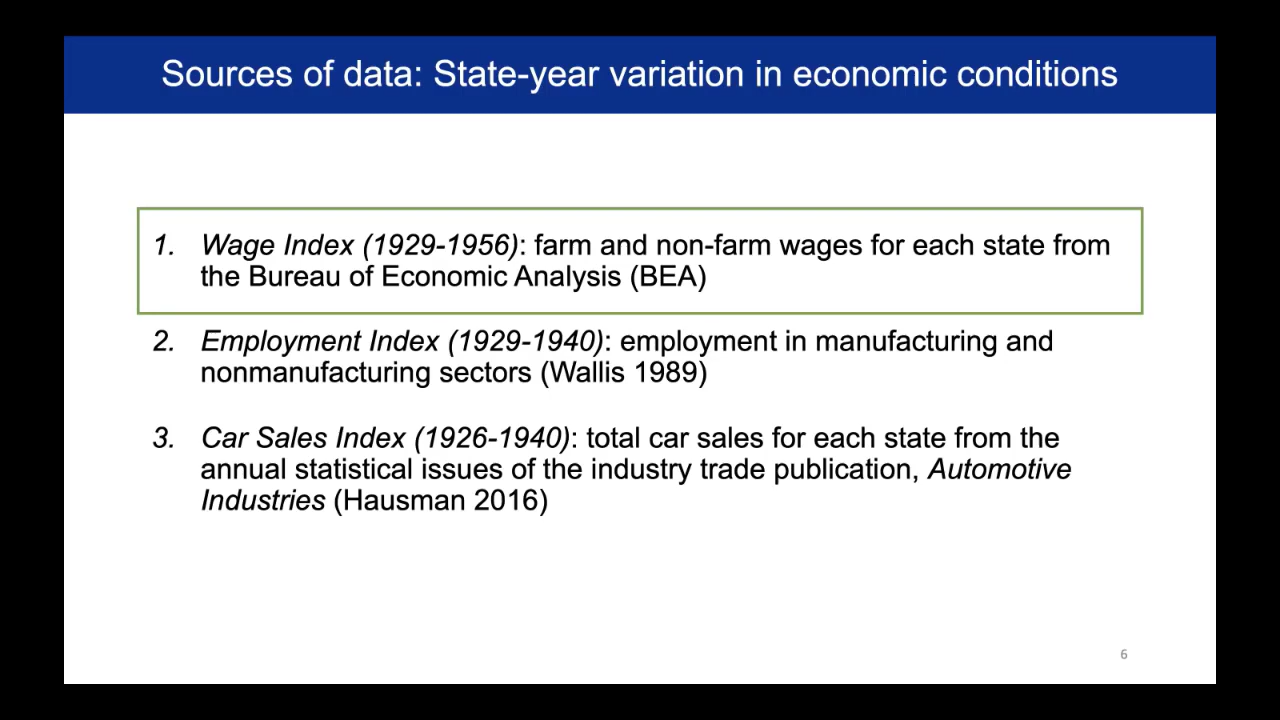 Sources of data: State-year variation in economic conditions
1. Wage Index (1929-1956): farm and non-farm wages for each state from
the Bureau of Economic Analysis (BEA)
2. Employment Index (1929-1940): employment in manufacturing and
nonmanufacturing sectors (Wallis 1989)
3. Car Sales Index (1926-1940): total car sales for each state from the
annual statistical issues of the industry trade publication, Automotive
Industries (Hausman 2016)
6